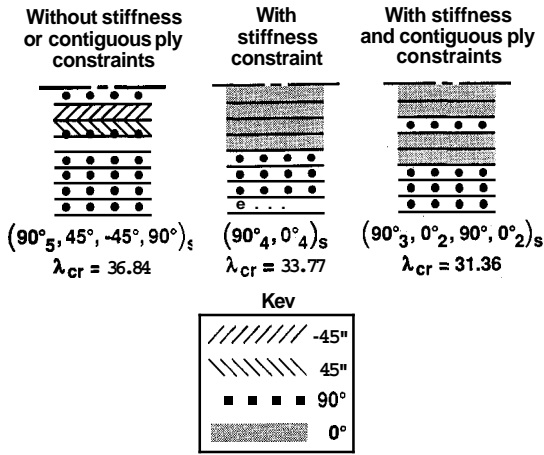 Without stiffness
or contiguous ply
constraints
With
stiffness
constraint
With stiffness
and contiguous ply
constraints
e . . .
(90°₅, 45°, -45°, 90°)s
λcr = 36.84
(90°₄, 0°₄)s
λcr = 33.77
(90°₃, 0°₂, 90°, 0°₂)s
λcr = 31.36
Kev
-45"
45"
90°
0°